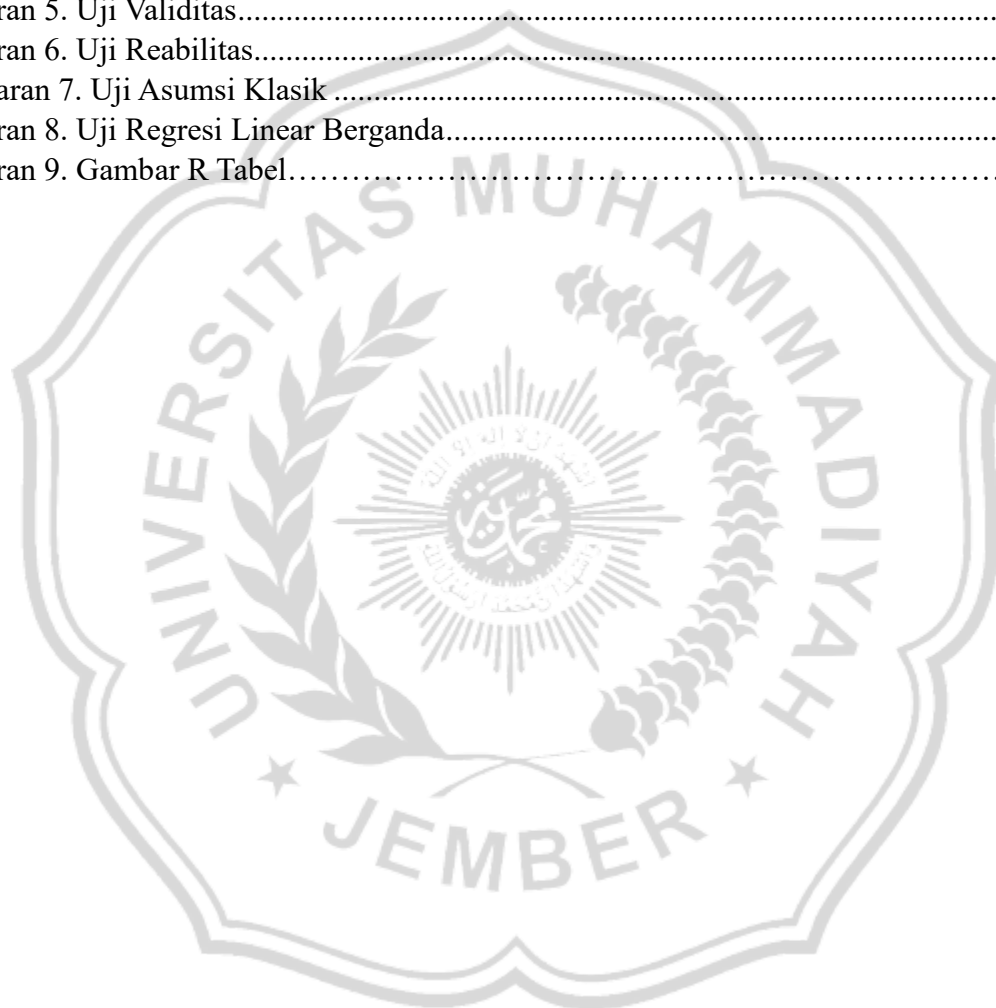 ran 5. Uji Validitas....................................................................................................
ran 6. Uji Reabilitas..................................................................................................
aran 7. Uji Asumsi Klasik .........................................................................................
ran 8. Uji Regresi Linear Berganda.........................................................................
ran 9. Gambar R Tabel……………………………………………………………
UNIVERSITAS MUHAMMADIYAH
محمد
★ JEMBER ★